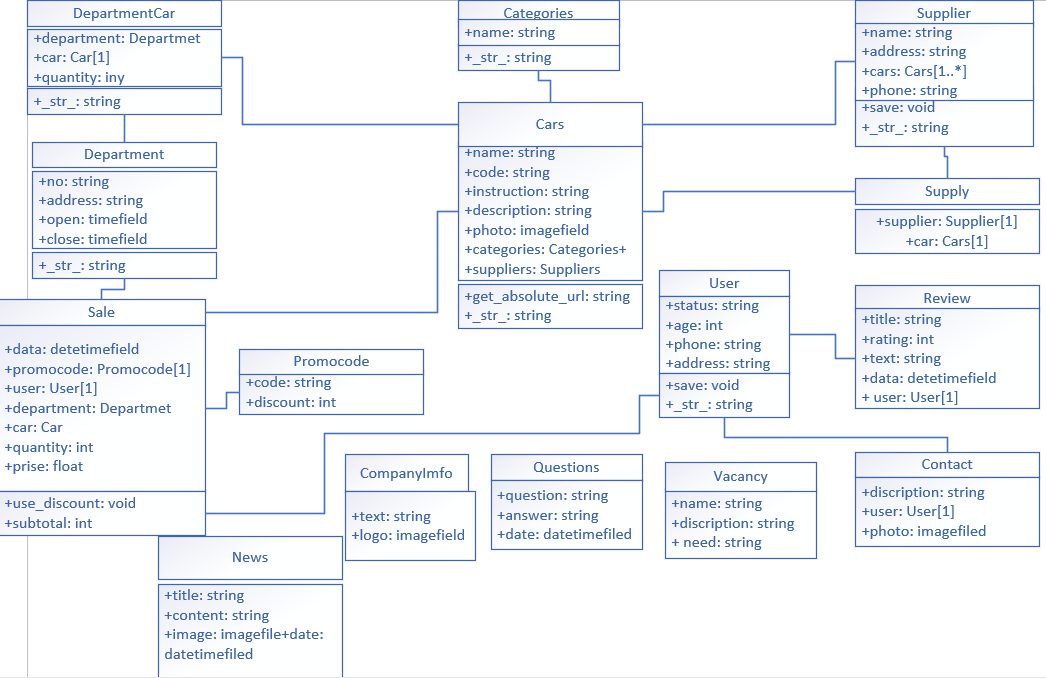 DepartmentCar
+department: Departmet
+car: Car[1]
+quantity: iny
+_str_: string
Categories
+name: string
+_str_: string
Supplier
+name: string
+address: string
+cars: Cars[1..*]
+phone: string
+save: void
+_str_: string
Cars
+name: string
+code: string
+instruction: string
+description: string
+photo: imagefield
+categories: Categories+
+suppliers: Suppliers
+get_absolute_url: string
+_str_: string
Department
+no: string
+address: string
+open: timefield
+close: timefield
+_str_: string
Supply
+supplier: Supplier[1]
+car: Cars[1]
User
+status: string
+age: int
+phone: string
+address: string
+save: void
+_str_: string
Review
+title: string
+rating: int
+text: string
+data: detetimefield
+ user: User[1]
Sale
+data: detetimefield
+promocode: Promocode[1]
+user: User[1]
+department: Departmet
+car: Car
+quantity: int
+prise: float
+use_discount: void
+subtotal: int
Promocode
+code: string
+discount: int
CompanyImfo
+text: string
+logo: imagefield
Questions
+question: string
+answer: string
+date: datetimefiled
Vacancy
+name: string
+discription: string
+ need: string
Contact
+discription: string
+user: User[1]
+photo: imagefiled
News
+title: string
+content: string
+image: imagefile+date:
datetimefiled